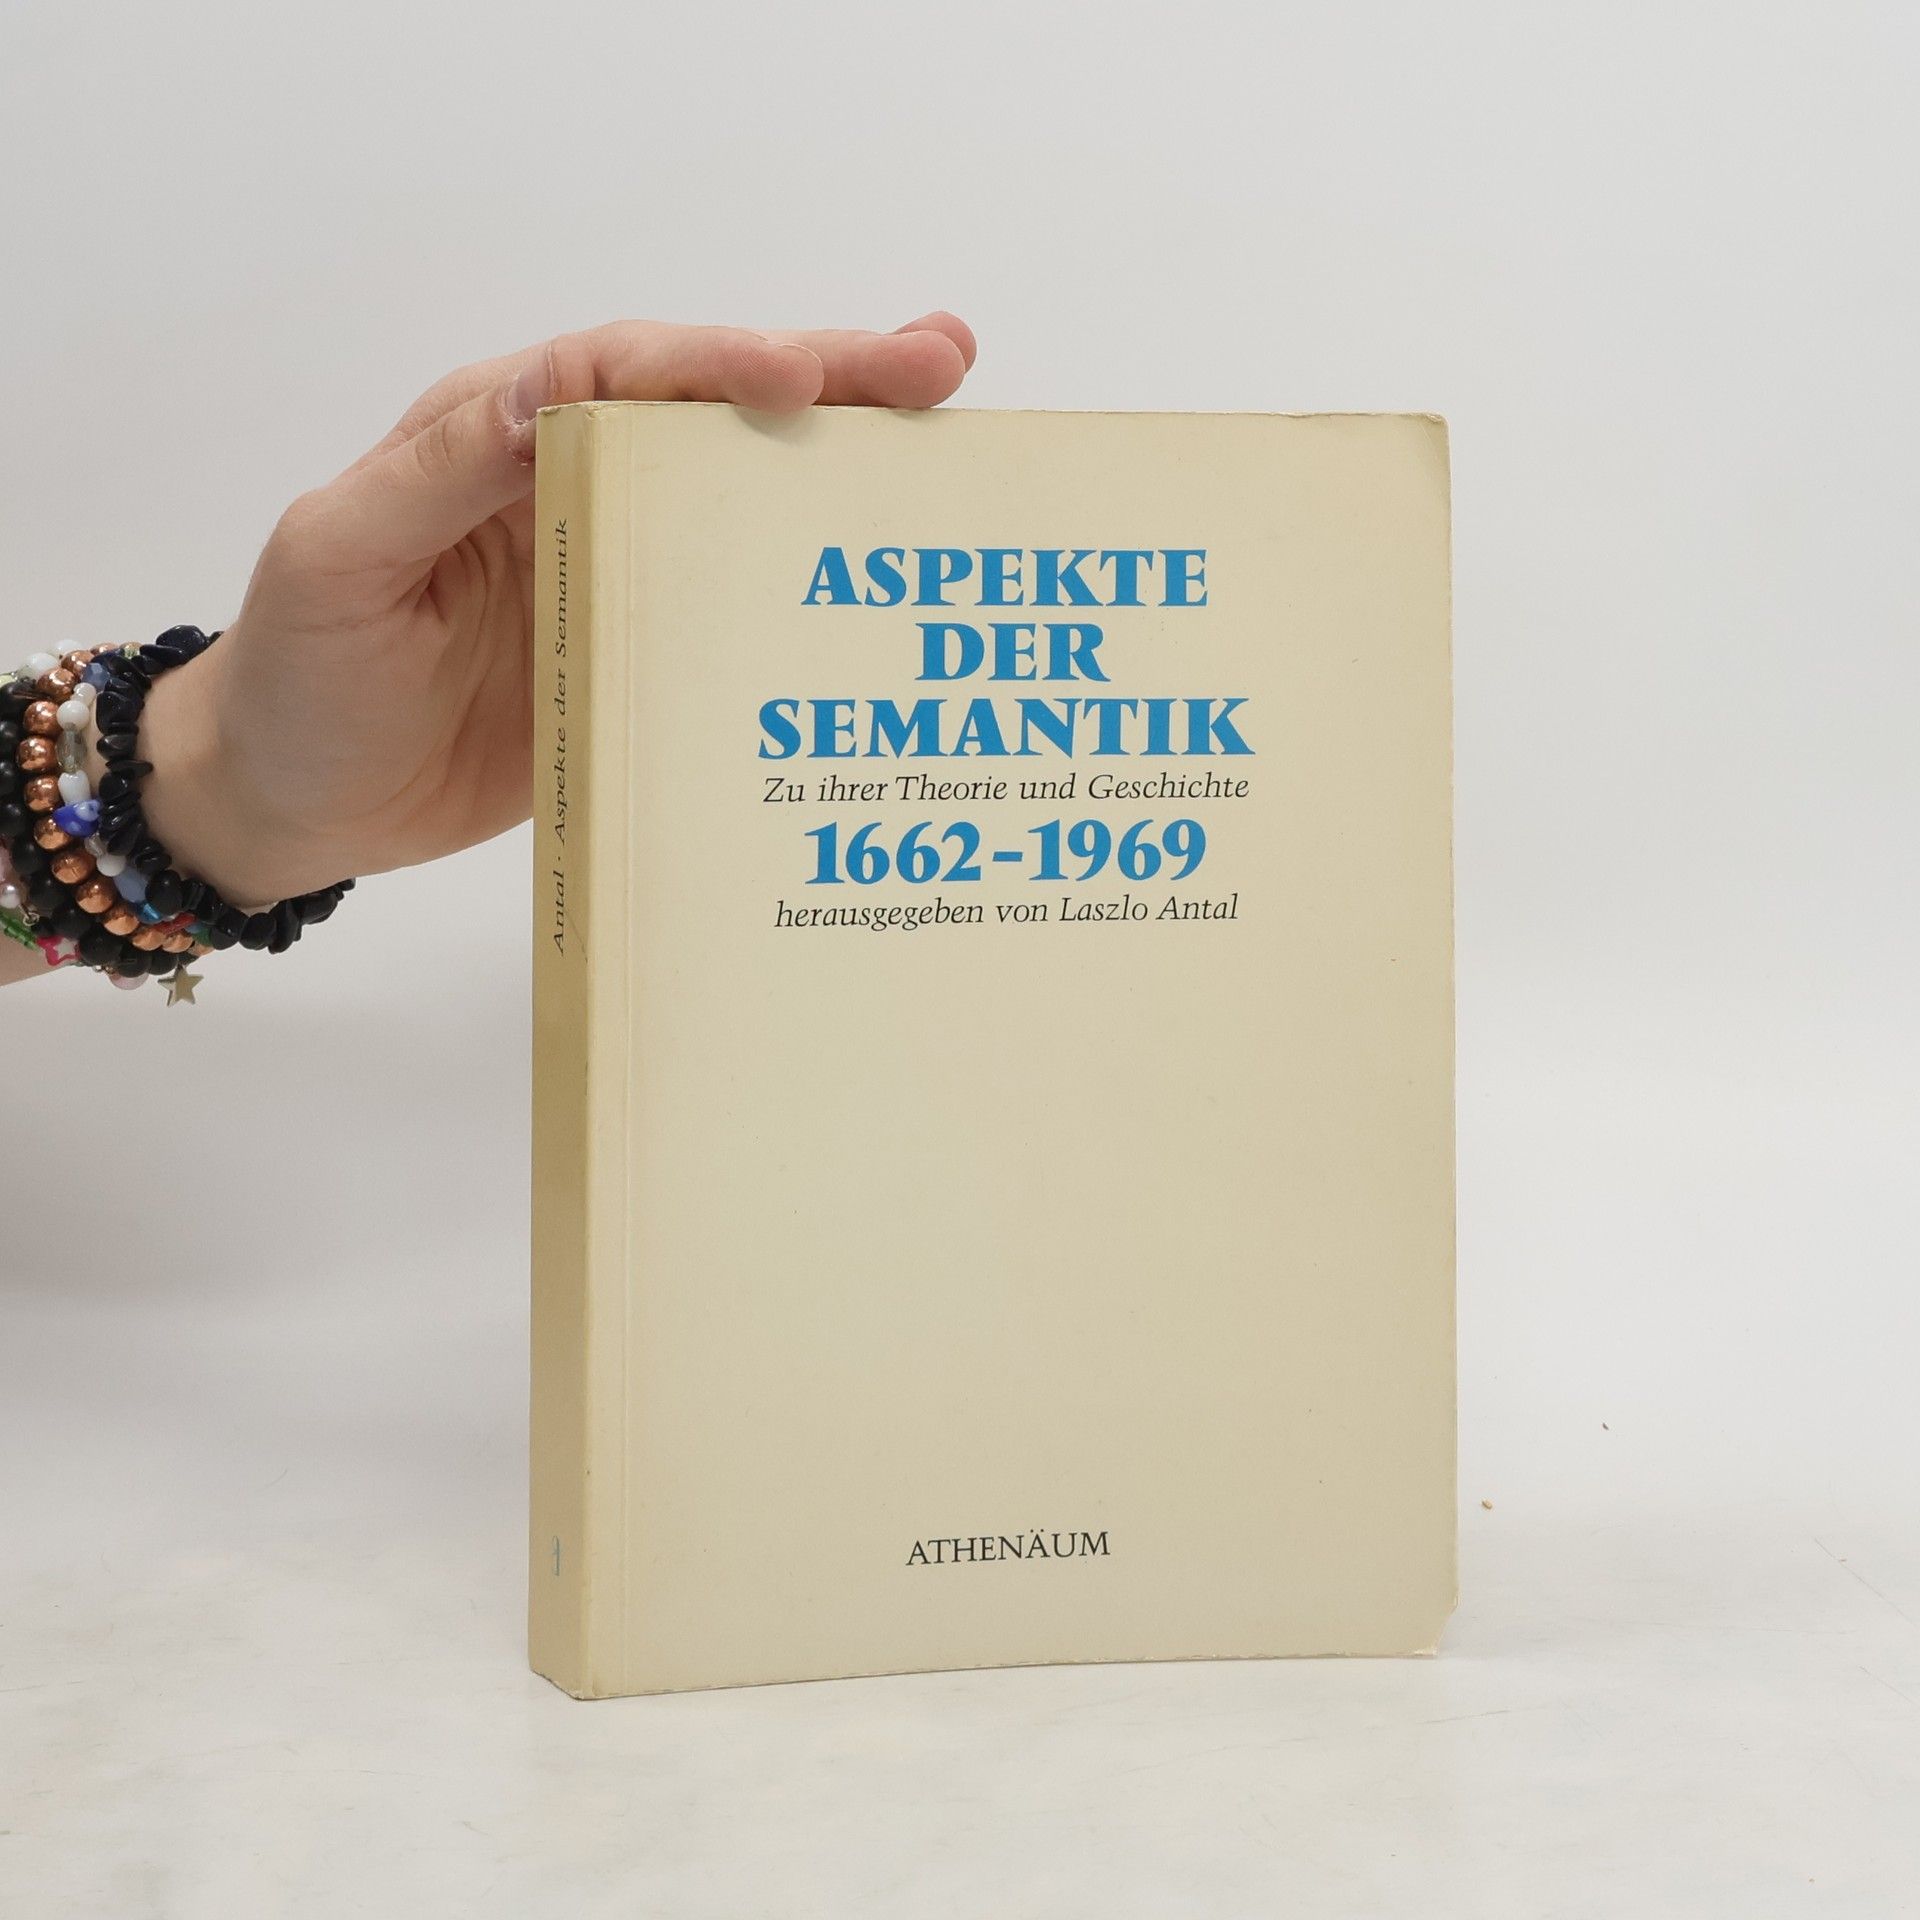 Antal · Aspekte der Semantik
ASPEKTE
DER
SEMANTIK
Zu ihrer Theorie und Geschichte
1662-1969
herausgegeben von Laszlo Antal
ATHENÄUM